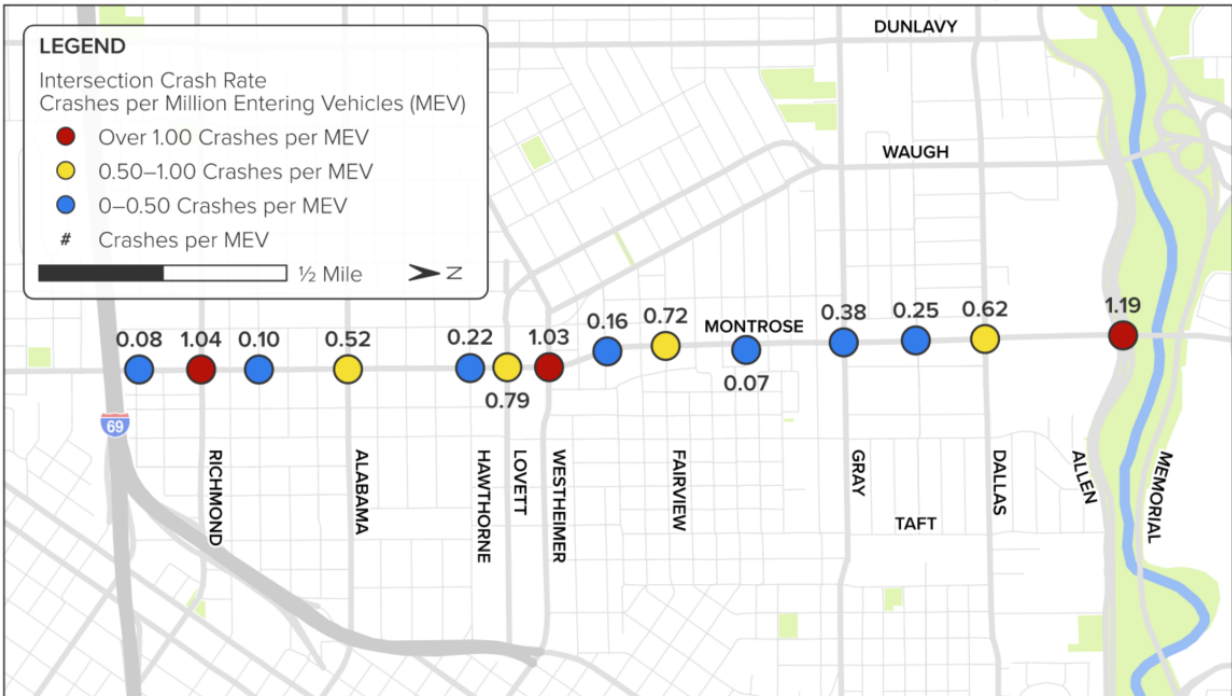 LEGEND
Intersection Crash Rate
Crashes per Million Entering Vehicles (MEV)
Over 1.00 Crashes per MEV
0.50–1.00 Crashes per MEV
0–0.50 Crashes per MEV
# Crashes per MEV
½ Mile
N
DUNLAVY
WAUGH
0.08
1.04
0.10
0.52
0.22
0.79
1.03
0.16
0.72
MONTROSE
0.07
0.38
0.25
0.62
1.19
69
RICHMOND
ALABAMA
HAWTHORNE
LOVETT
WESTHEIMER
FAIRVIEW
GRAY
TAFT
DALLAS
ALLEN
MEMORIAL